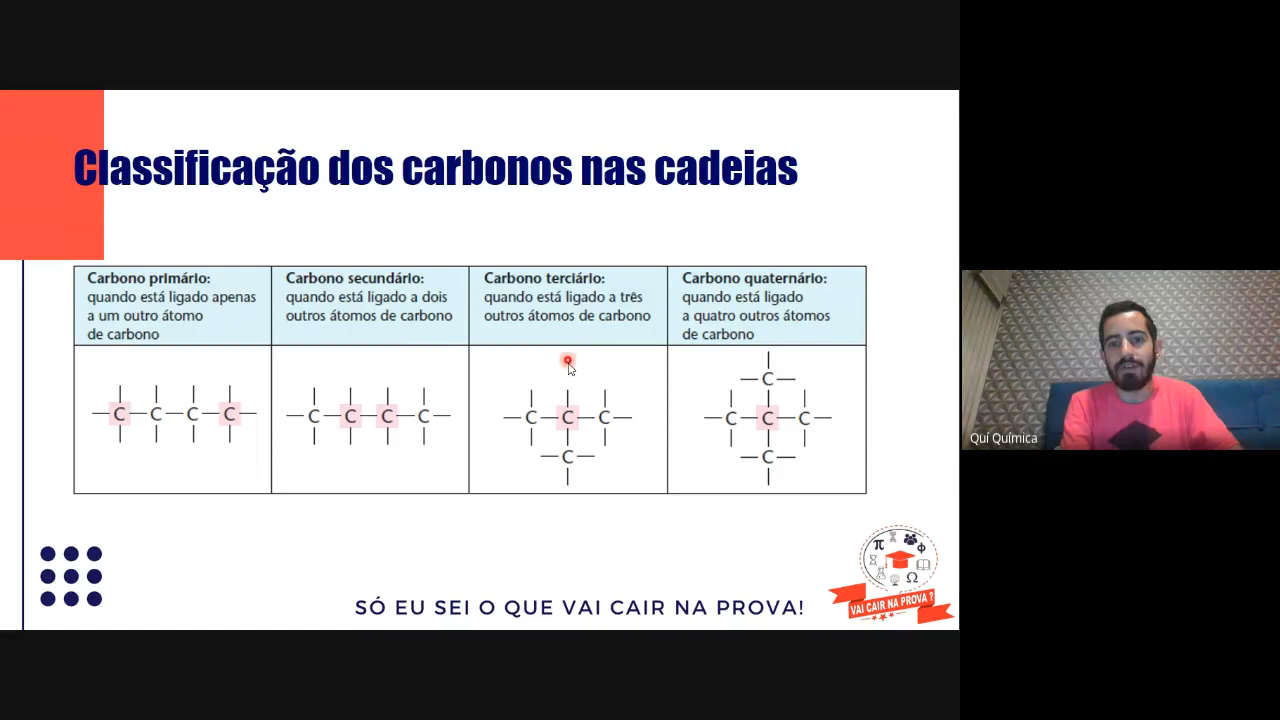 Classificação dos carbonos nas cadeias
Carbono primário:
quando está ligado apenas
a um outro átomo
de carbono
Carbono secundário:
quando está ligado a dois
outros átomos de carbono
Carbono terciário:
quando está ligado a três
outros átomos de carbono
Carbono quaternário:
quando está ligado
a quatro outros átomos
de carbono
C C C C
C C C C
C C C
C
C
C C C
C
Quí Química
SÓ EU SEI O QUE VAI CAIR NA PROVA!
π
ϕ
Ω
VAI CAIR NA PROVA ?